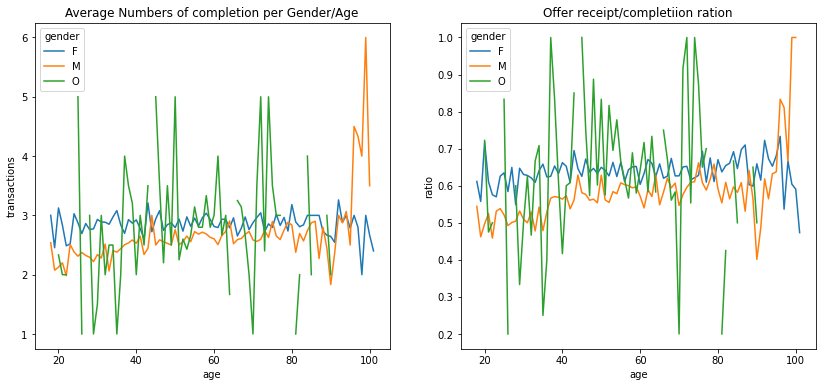 Average Numbers of completion per Gender/Age
gender
F
M
O
6
5
4
3
2
1
transactions
20
40
60
80
100
age
Offer receipt/completiion ration
gender
F
M
O
1.0
0.9
0.8
0.7
0.6
0.5
0.4
0.3
0.2
ratio
20
40
60
80
100
age